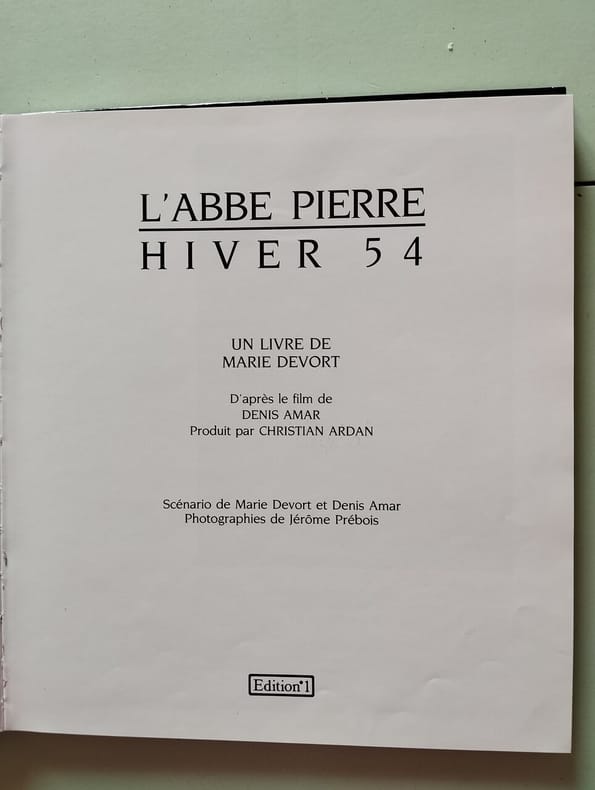 L'ABBE PIERRE
HIVER 54
UN LIVRE DE
MARIE DEVORT
D'après le film de
DENIS AMAR
Produit par CHRISTIAN ARDAN
Scénario de Marie Devort et Denis Amar
Photographies de Jérôme Prébois
Edition°1